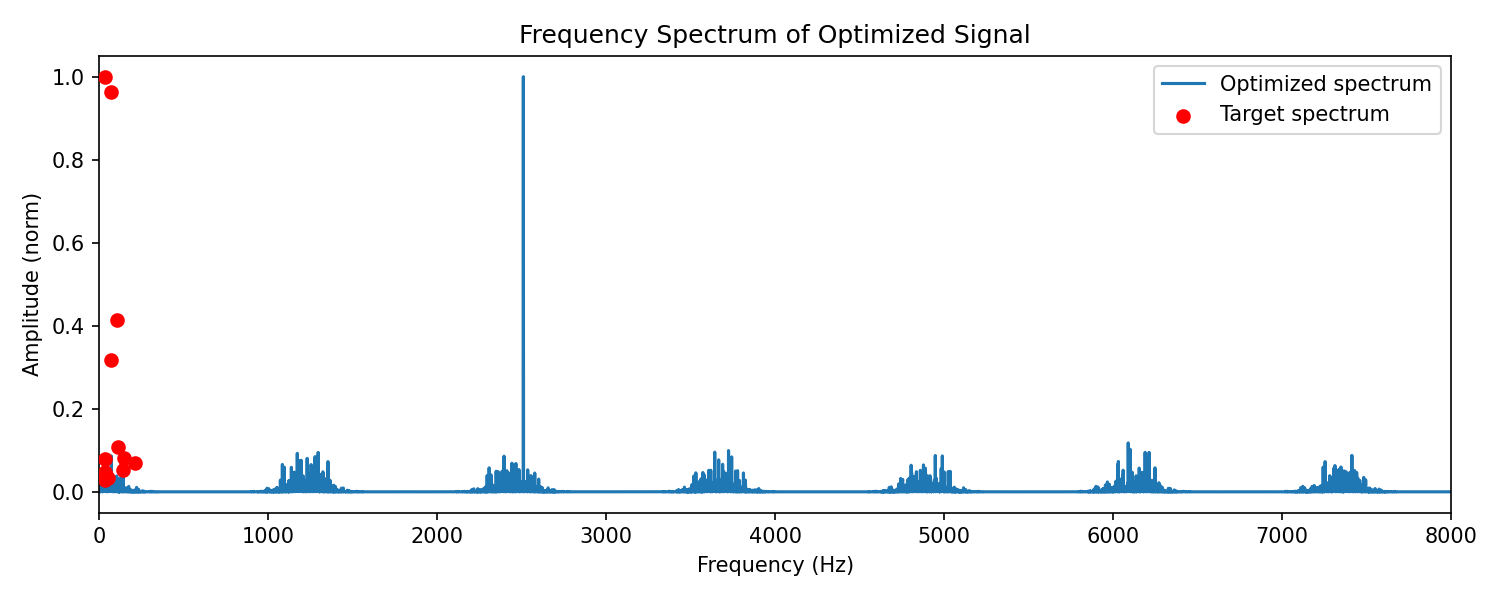 Frequency Spectrum of Optimized Signal
Optimized spectrum
Target spectrum
Amplitude (norm)
1.0
0.8
0.6
0.4
0.2
0.0
0 1000 2000 3000 4000 5000 6000 7000 8000
Frequency (Hz)